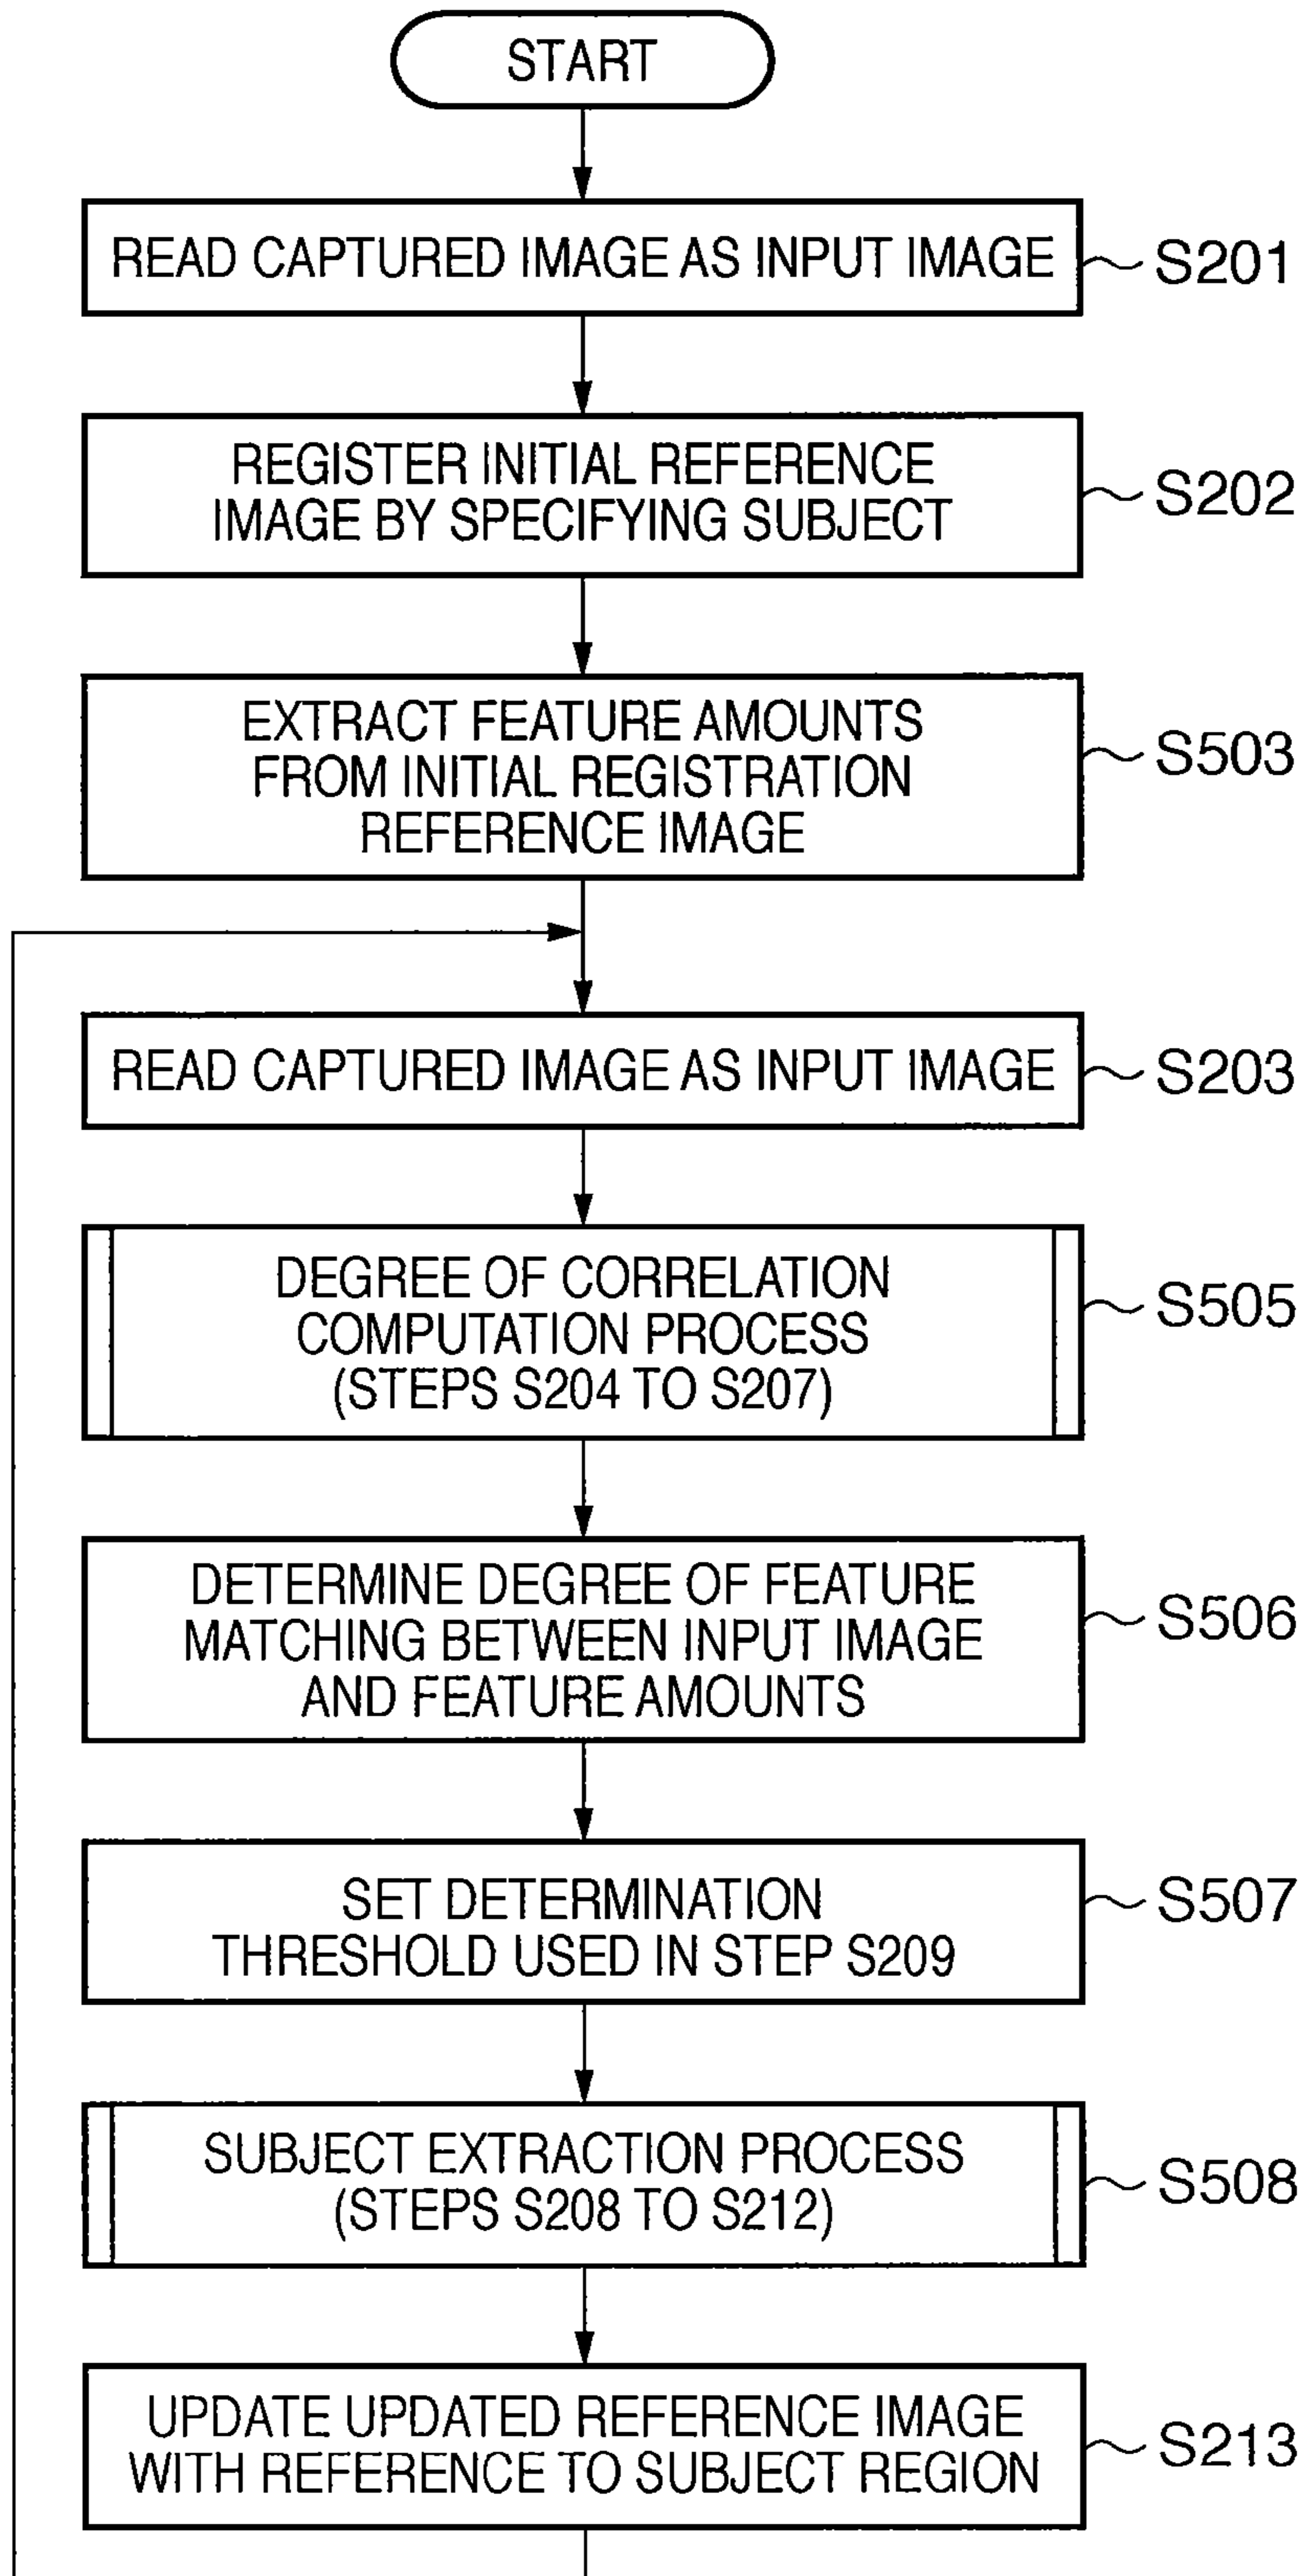 START
READ CAPTURED IMAGE AS INPUT IMAGE
S201
REGISTER INITIAL REFERENCE
IMAGE BY SPECIFYING SUBJECT
S202
EXTRACT FEATURE AMOUNTS
FROM INITIAL REGISTRATION
REFERENCE IMAGE
S503
READ CAPTURED IMAGE AS INPUT IMAGE
S203
DEGREE OF CORRELATION
COMPUTATION PROCESS
(STEPS S204 TO S207)
S505
DETERMINE DEGREE OF FEATURE
MATCHING BETWEEN INPUT IMAGE
AND FEATURE AMOUNTS
S506
SET DETERMINATION
THRESHOLD USED IN STEP S209
S507
SUBJECT EXTRACTION PROCESS
(STEPS S208 TO S212)
S508
UPDATE UPDATED REFERENCE IMAGE
WITH REFERENCE TO SUBJECT REGION
S213